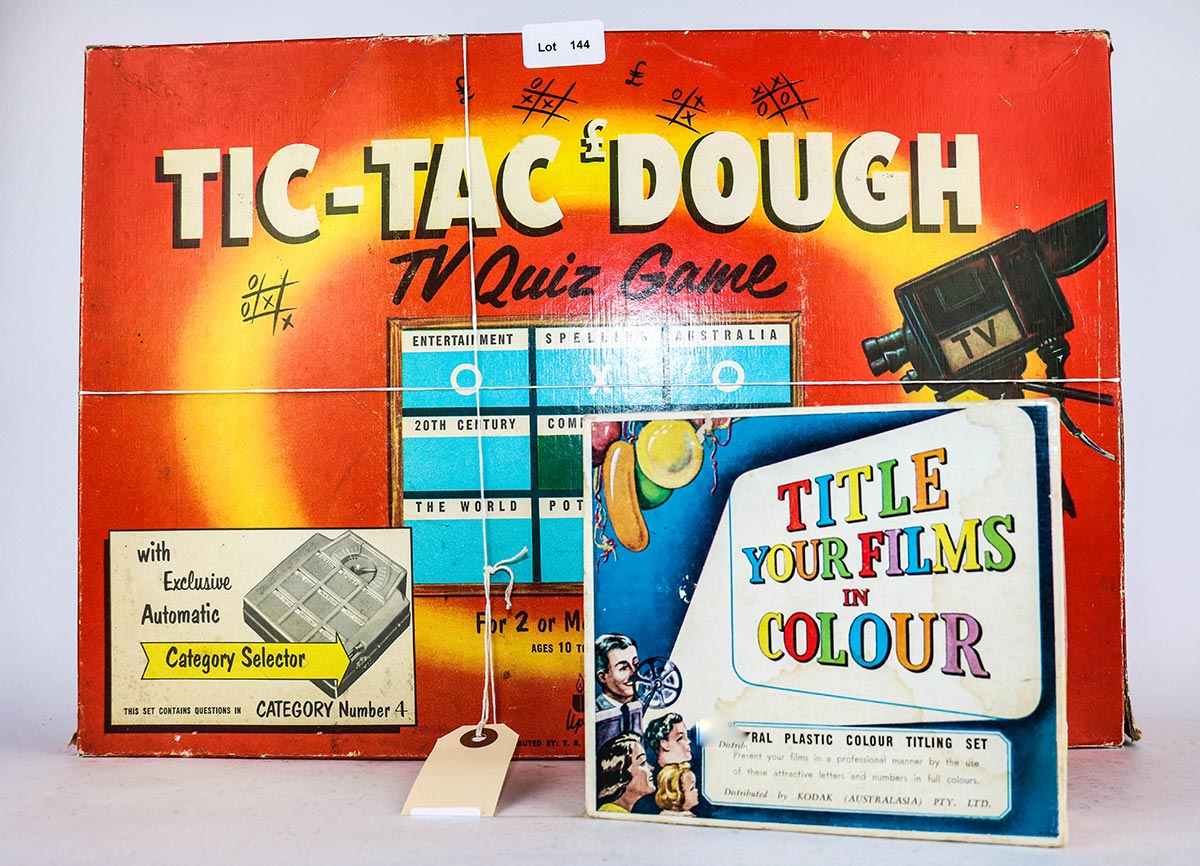 Lot 144
TIC-TAC £ DOUGH
TV Quiz Game
ENTERTAINMENT SPELLING AUSTRALIA
O X O
20TH CENTURY
THE WORLD
TV
with
Exclusive
Automatic
Category Selector
THIS SET CONTAINS QUESTIONS IN CATEGORY Number 4
For 2 or
AGES 10
BY: T. R.
TITLE
YOUR FILMS
IN
COLOUR
PLASTIC COLOUR TITLING SET
Present your films in a professional manner by the use
of these attractive letters and numbers in full colours.
Distributed by KODAK (AUSTRALASIA) PTY. LTD.